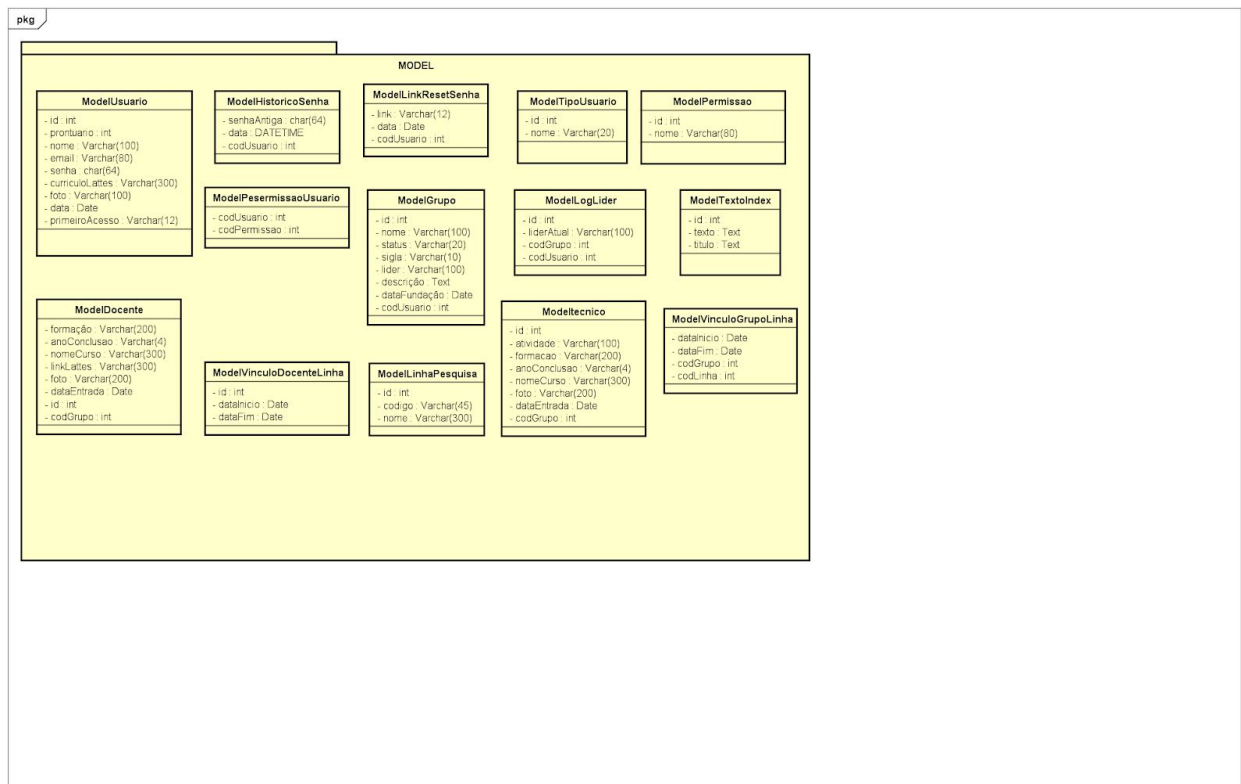 pkg
MODEL
ModelUsuario
- id : int
- prontuario : int
- nome : Varchar(100)
- email : Varchar(80)
- senha : char(64)
- curriculoLattes : Varchar(300)
- foto : Varchar(100)
- data : Date
- primeiroAcesso : Varchar(12)
ModelHistoricoSenha
- senhaAntiga : char(64)
- data : DATETIME
- codUsuario : int
ModelLinkResetSenha
- link : Varchar(12)
- data : Date
- codUsuario : int
ModelTipoUsuario
- id : int
- nome : Varchar(20)
ModelPermissao
- id : int
- nome : Varchar(80)
ModelPesermissaoUsuario
- codUsuario : int
- codPermissao : int
ModelGrupo
- id : int
- nome : Varchar(100)
- status : Varchar(20)
- sigla : Varchar(10)
- lider : Varchar(100)
- descrição : Text
- dataFundação : Date
- codUsuario : int
ModelLogLider
- id : int
- liderAtual : Varchar(100)
- codGrupo : int
- codUsuario : int
ModelTextoIndex
- id : int
- texto : Text
- titulo : Text
ModelDocente
- formação : Varchar(200)
- anoConclusao : Varchar(4)
- nomeCurso : Varchar(300)
- linkLattes : Varchar(300)
- foto : Varchar(200)
- dataEntrada : Date
- id : int
- codGrupo : int
ModelVinculoDocenteLinha
- id : int
- dataInicio : Date
- dataFim : Date
ModelLinhaPesquisa
- id : int
- codigo : Varchar(45)
- nome : Varchar(300)
Modeltecnico
- id : int
- atividade : Varchar(100)
- formacao : Varchar(200)
- anoConclusao : Varchar(4)
- nomeCurso : Varchar(300)
- foto : Varchar(200)
- dataEntrada : Date
- codGrupo : int
ModelVinculoGrupoLinha
- dataInicio : Date
- dataFim : Date
- codGrupo : int
- codLinha : int